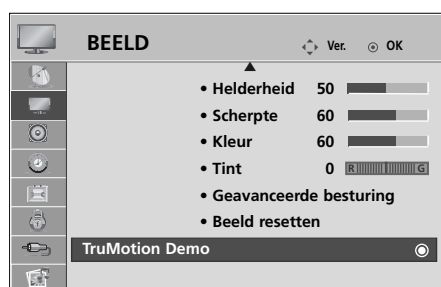 BEELD Ver. OK
• Helderheid 50
• Scherpte 60
• Kleur 60
• Tint 0 R G
• Geavanceerde besturing
• Beeld resetten
TruMotion Demo